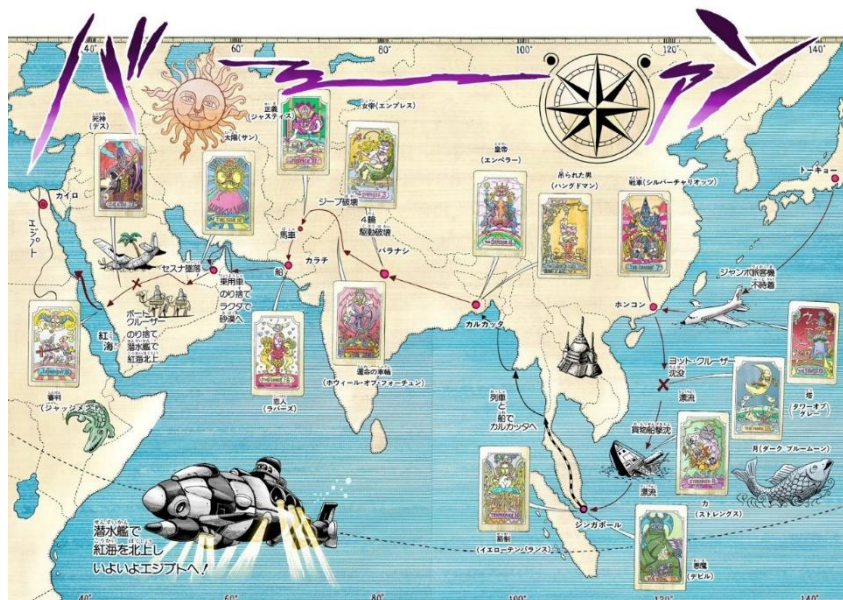 バーーン
40°
60°
80°
100°
120°
140°
死神
(デス)
太陽(サン)
正義
(ジャスティス)
女帝(エンプレス)
皇帝
(エンペラー)
吊られた男
(ハングドマン)
戦車(シルバーチャリオッツ)
トーキョー
カイロ
エジプト
ジープ破壊
馬車
4輪
駆動破壊
カラチ
バラナシ
セスナ墜落
船
乗用車
のり捨て
ラクダで
砂漠へ
ボート
クルーザー
のり捨て
潜水艦で
紅海北上
紅海
カルカッタ
ホンコン
ジャンボ旅客機
不時着
ヨット・クルーザー
沈没
漂流
貨物船撃沈
漂流
列車
と
船で
カルカッタへ
審判
(ジャッジメント)
恋人
(ラバーズ)
運命の車輪
(ホウィール・オブ・フォーチュン)
塔
(タワーオブグレー)
月(ダークブルームーン)
力
(ストレングス)
節制
(イエローテンパランス)
シンガポール
悪魔
(デビル)
潜水艦で
紅海を北上し
いよいよエジプトへ!
40°
60°
80°
100°
120°
140°